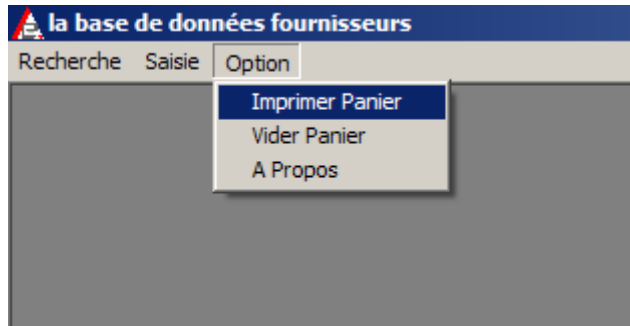 la base de données fournisseurs
Recherche Saisie Option
Imprimer Panier
Vider Panier
A Propos